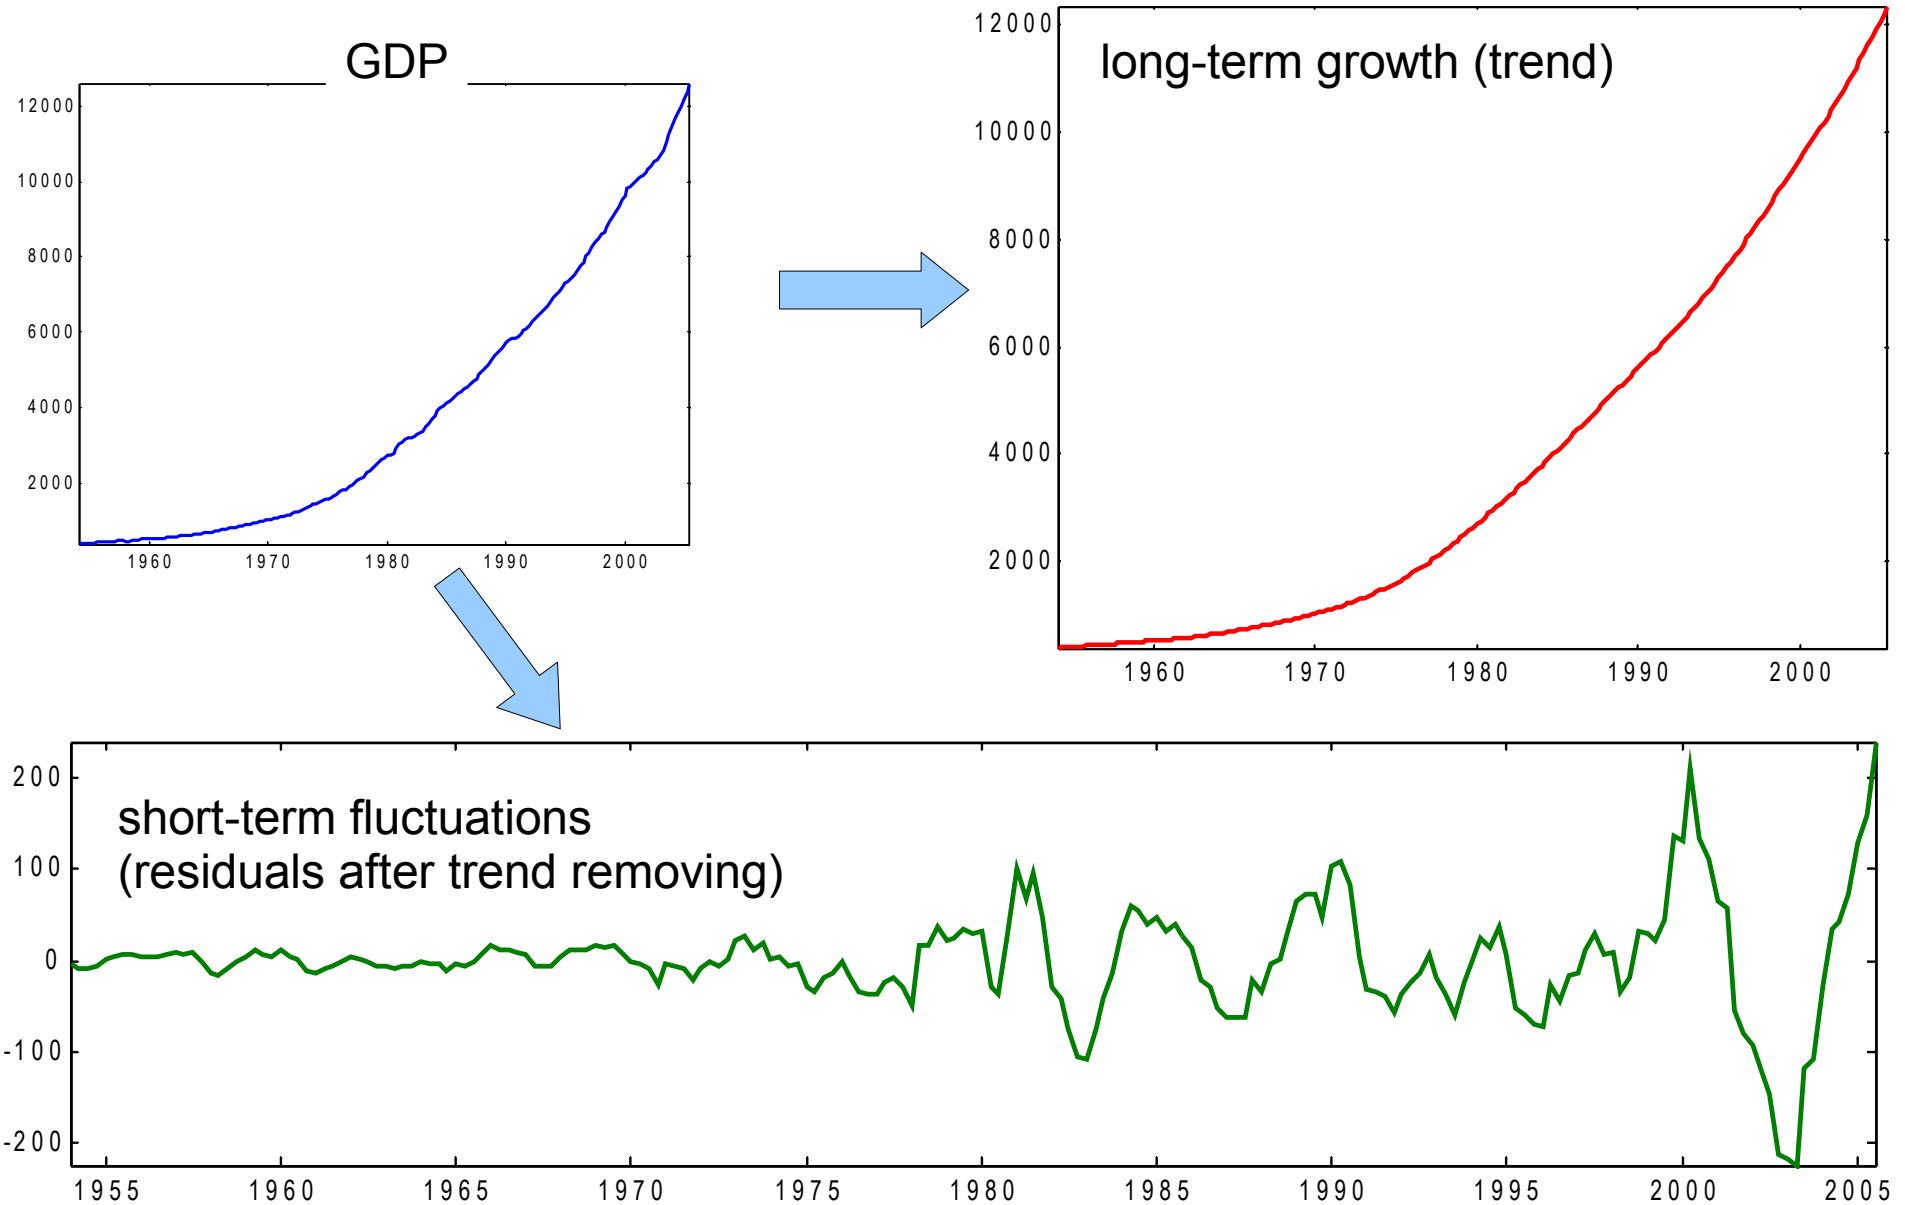 GDP
12000
10000
8000
6000
4000
2000
1960 1970 1980 1990 2000
long-term growth (trend)
12000
10000
8000
6000
4000
2000
1960 1970 1980 1990 2000
short-term fluctuations
(residuals after trend removing)
200
100
0
-100
-200
1955 1960 1965 1970 1975 1980 1985 1990 1995 2000 2005